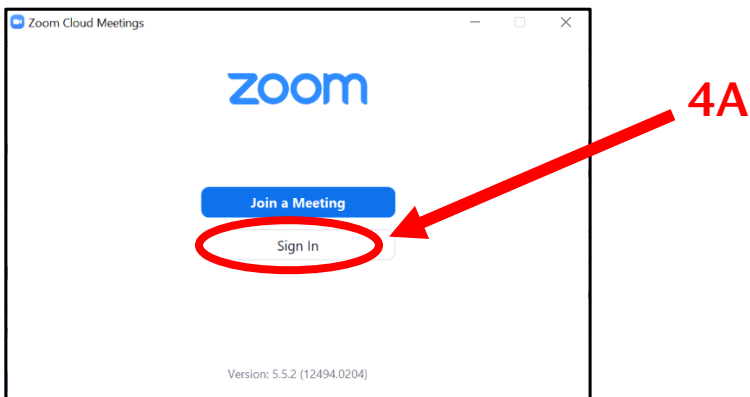 Zoom Cloud Meetings
zoom
4A
Join a Meeting
Sign In
Version: 5.5.2 (12494.0204)